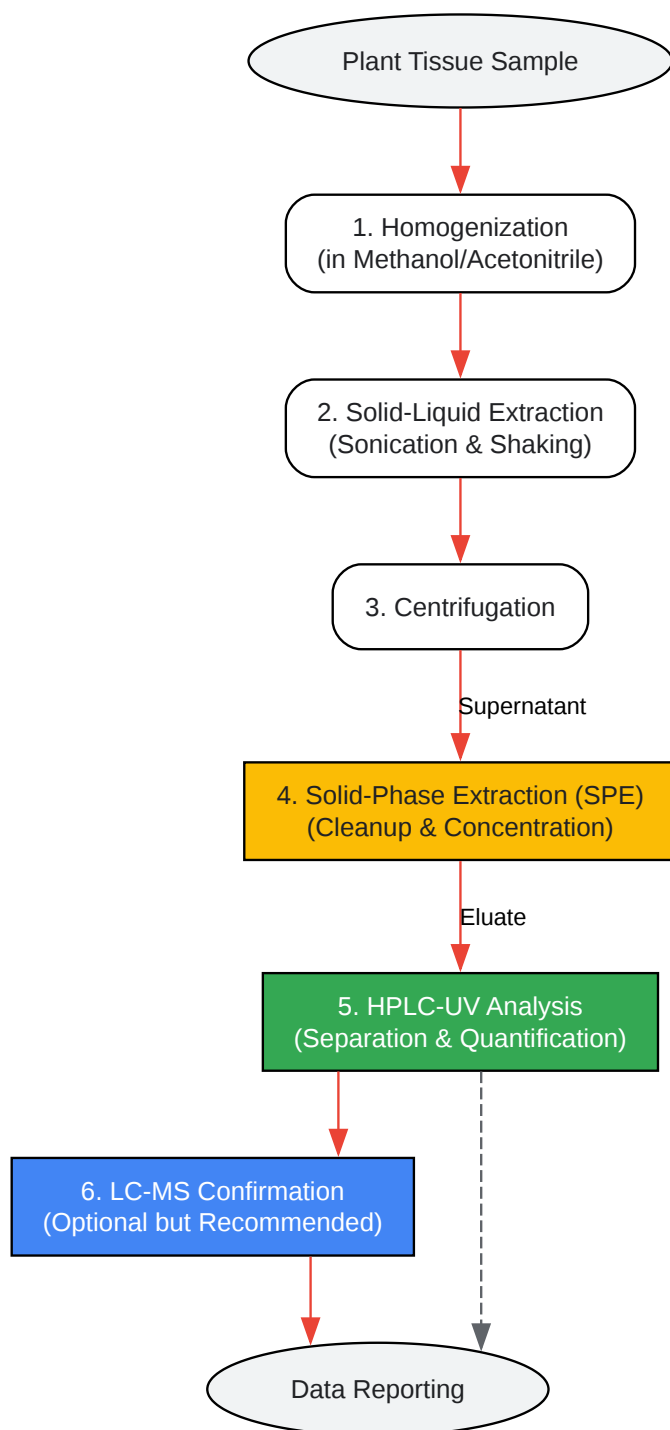 Plant Tissue Sample
1. Homogenization
(in Methanol/Acetonitrile)
2. Solid-Liquid Extraction
(Sonication & Shaking)
3. Centrifugation
Supernatant
4. Solid-Phase Extraction (SPE)
(Cleanup & Concentration)
Eluate
5. HPLC-UV Analysis
(Separation & Quantification)
6. LC-MS Confirmation
(Optional but Recommended)
Data Reporting